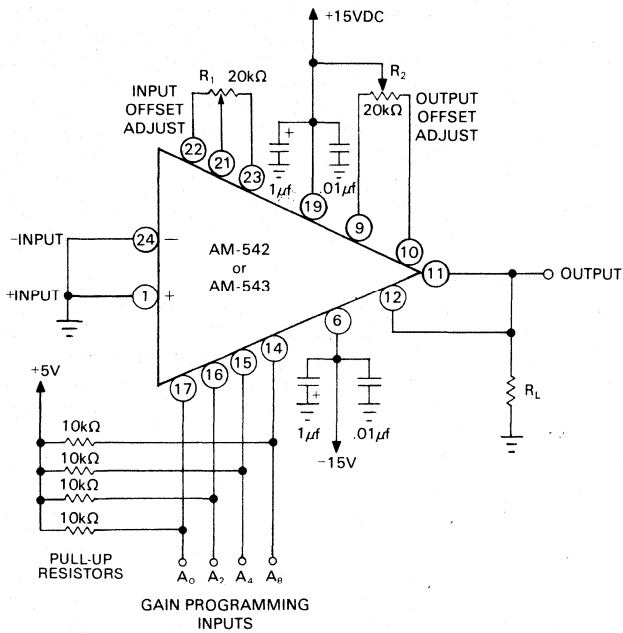 +15VDC
R1 20kΩ
R2
INPUT
OFFSET
ADJUST
20kΩ
OUTPUT
OFFSET
ADJUST
22
21
23
+
1μf
.01μf
19
9
10
-INPUT
24
−
AM-542
or
AM-543
11
OUTPUT
+INPUT
1
+
12
6
14
15
16
17
+5V
RL
+
1μf
.01μf
-15V
10kΩ
10kΩ
10kΩ
10kΩ
PULL-UP
RESISTORS
A0 A2 A4 A8
GAIN PROGRAMMING
INPUTS